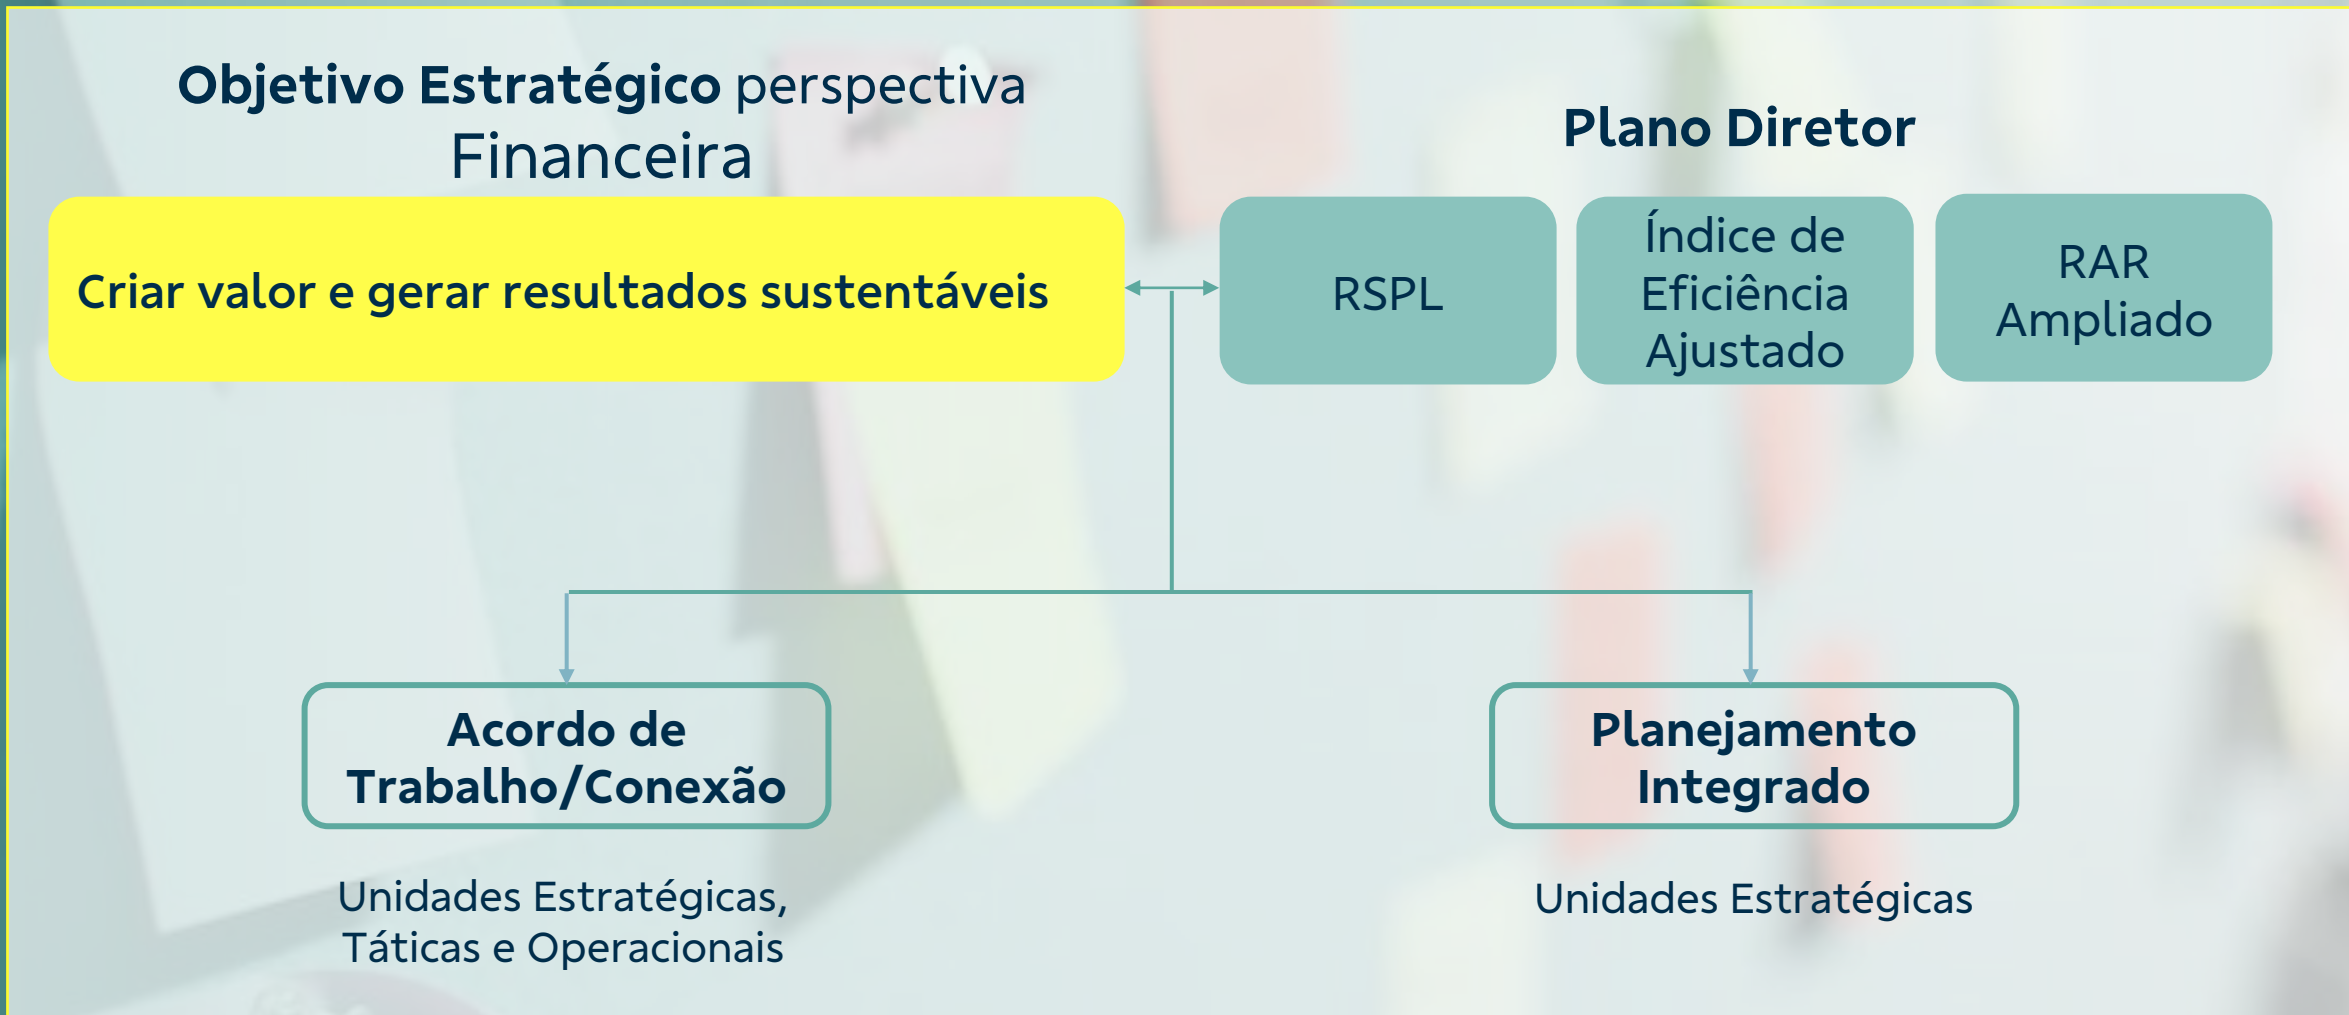 Objetivo Estratégico perspectiva
Financeira
Plano Diretor
Criar valor e gerar resultados sustentáveis
RSPL
Índice de
Eficiência
Ajustado
RAR
Ampliado
Acordo de
Trabalho/Conexão
Planejamento
Integrado
Unidades Estratégicas,
Táticas e Operacionais
Unidades Estratégicas